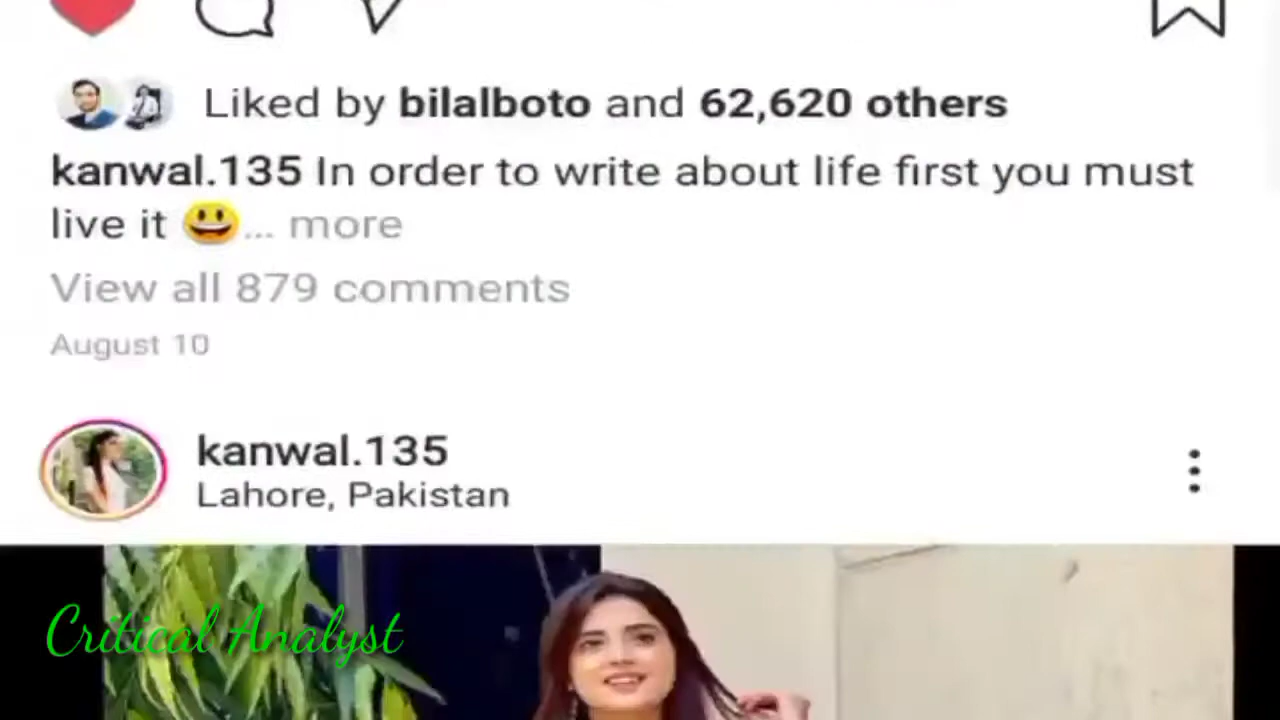 Liked by bilalboto and 62,620 others
kanwal.135 In order to write about life first you must
live it 😃... more
View all 879 comments
August 10
kanwal.135
Lahore, Pakistan
Critical Analyst